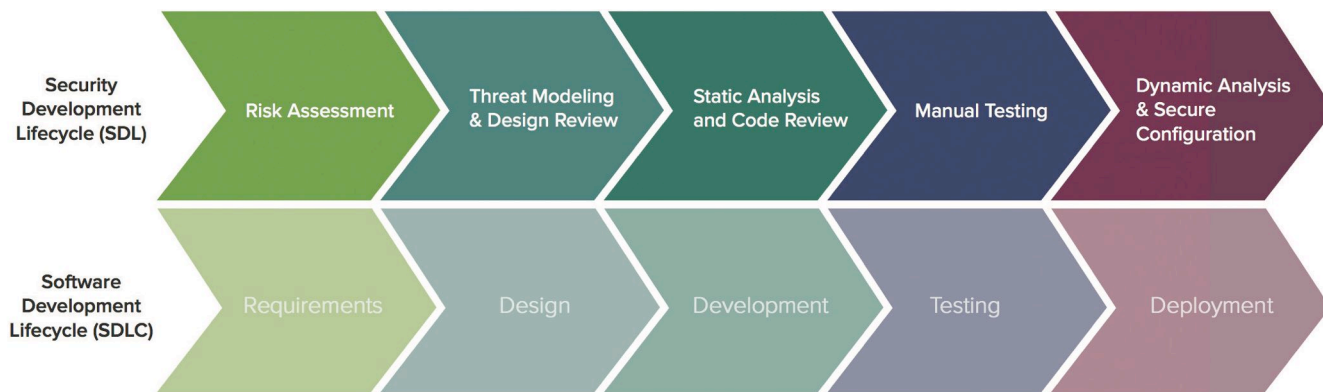 Security
Development
Lifecycle (SDL)
Risk Assessment
Threat Modeling
& Design Review
Static Analysis
and Code Review
Manual Testing
Dynamic Analysis
& Secure
Configuration
Software
Development
Lifecycle (SDLC)
Requirements
Design
Development
Testing
Deployment